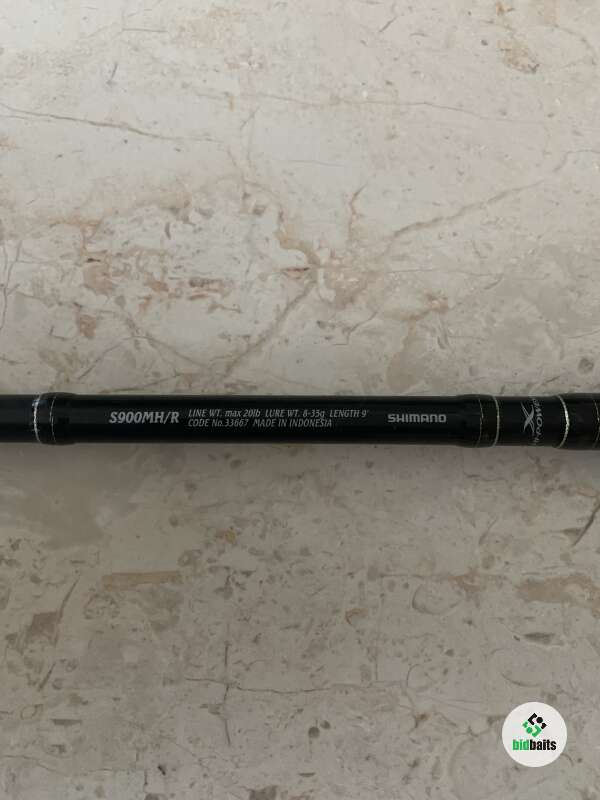 S900MH/R LINE WT. max 20lb LURE WT. 8-35g LENGTH 9'
CODE No.33667 MADE IN INDONESIA
SHIMANO
bidbaits